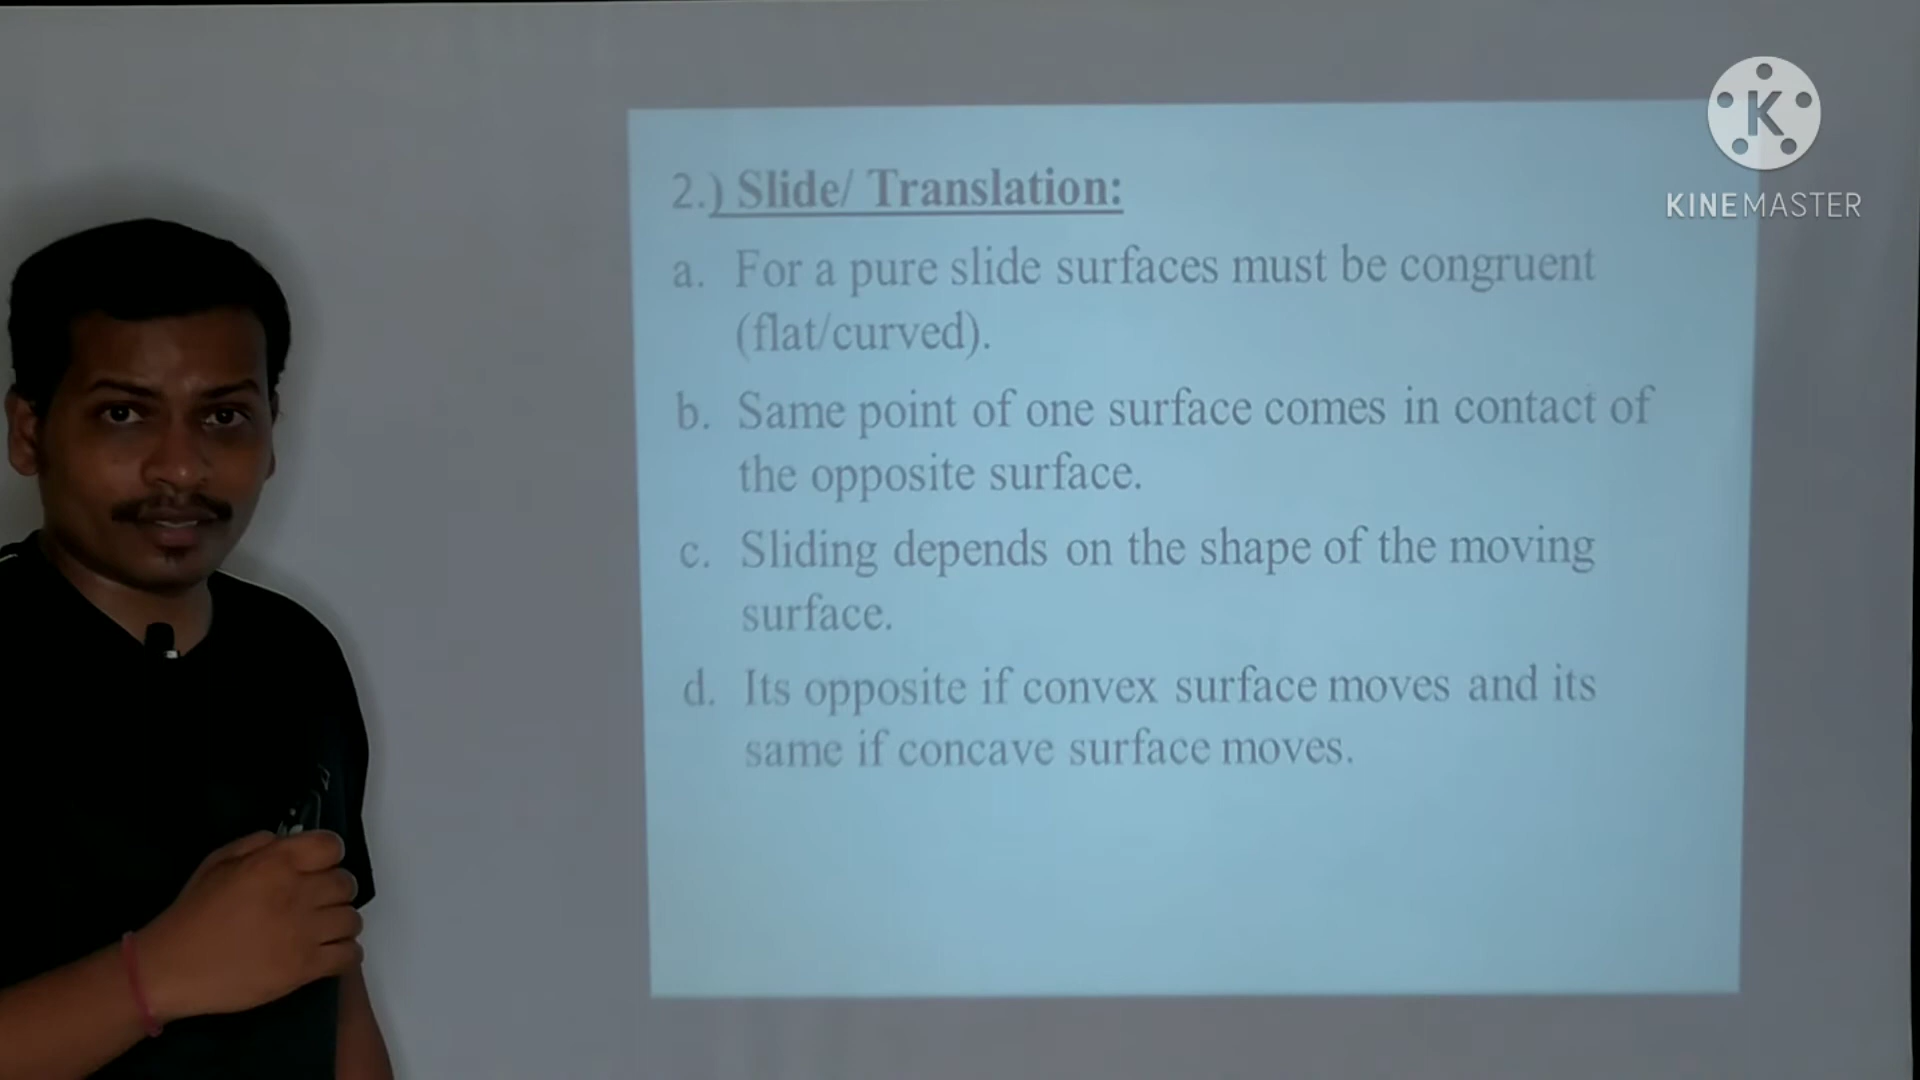 K
KINEMASTER
2.) Slide/ Translation:
a. For a pure slide surfaces must be congruent
(flat/curved).
b. Same point of one surface comes in contact of
the opposite surface.
c. Sliding depends on the shape of the moving
surface.
d. Its opposite if convex surface moves and its
same if concave surface moves.